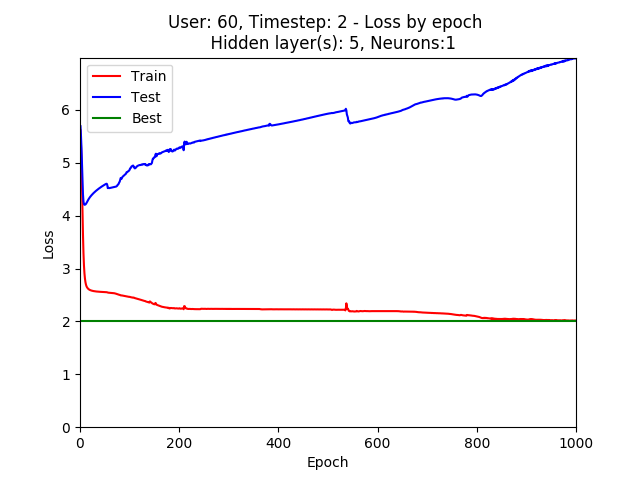 User: 60, Timestep: 2 - Loss by epoch
Hidden layer(s): 5, Neurons:1
Train
Test
Best
6
5
4
3
2
1
0
Loss
0
200
400
600
800
1000
Epoch